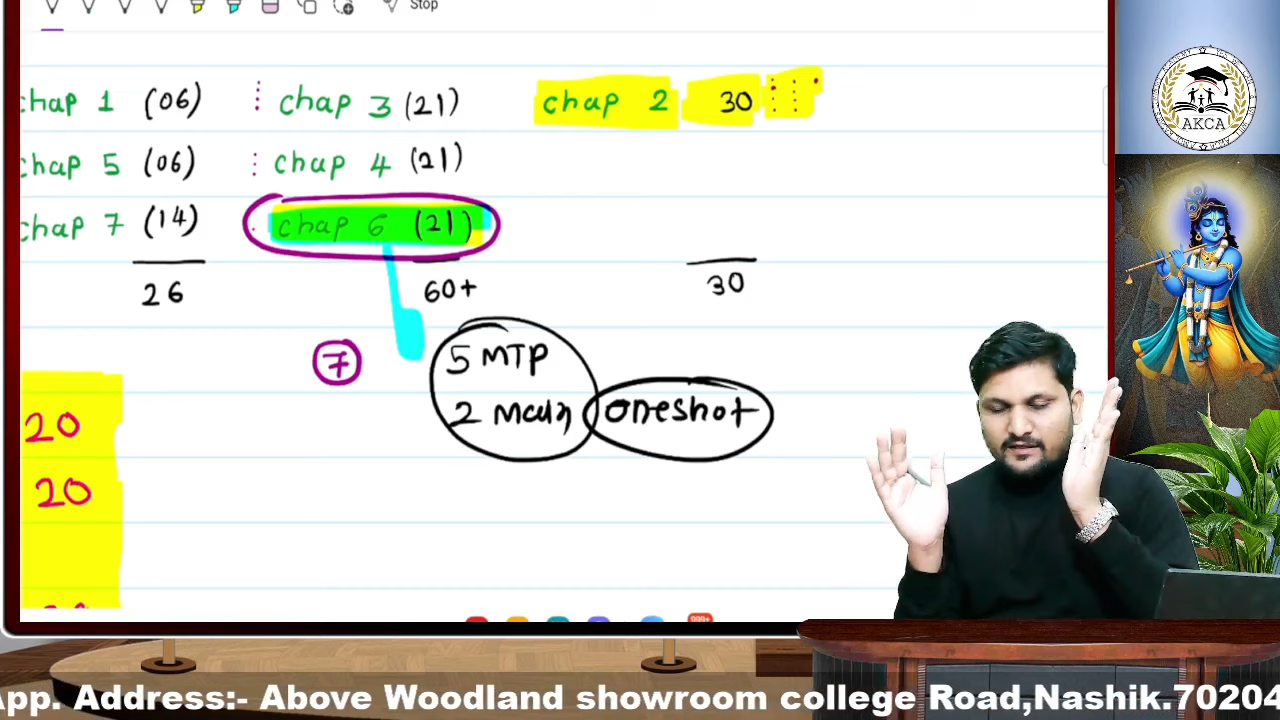 Stop
chap 1 (06) chap 3 (21) chap 2 30
chap 5 (06) chap 4 (21)
chap 7 (14) chap 6 (21)
26 60+ 30
7 5 MTP
20 2 Main oneshot
20
999+
AKCA
App. Address:- Above Woodland showroom college Road,Nashik.70204